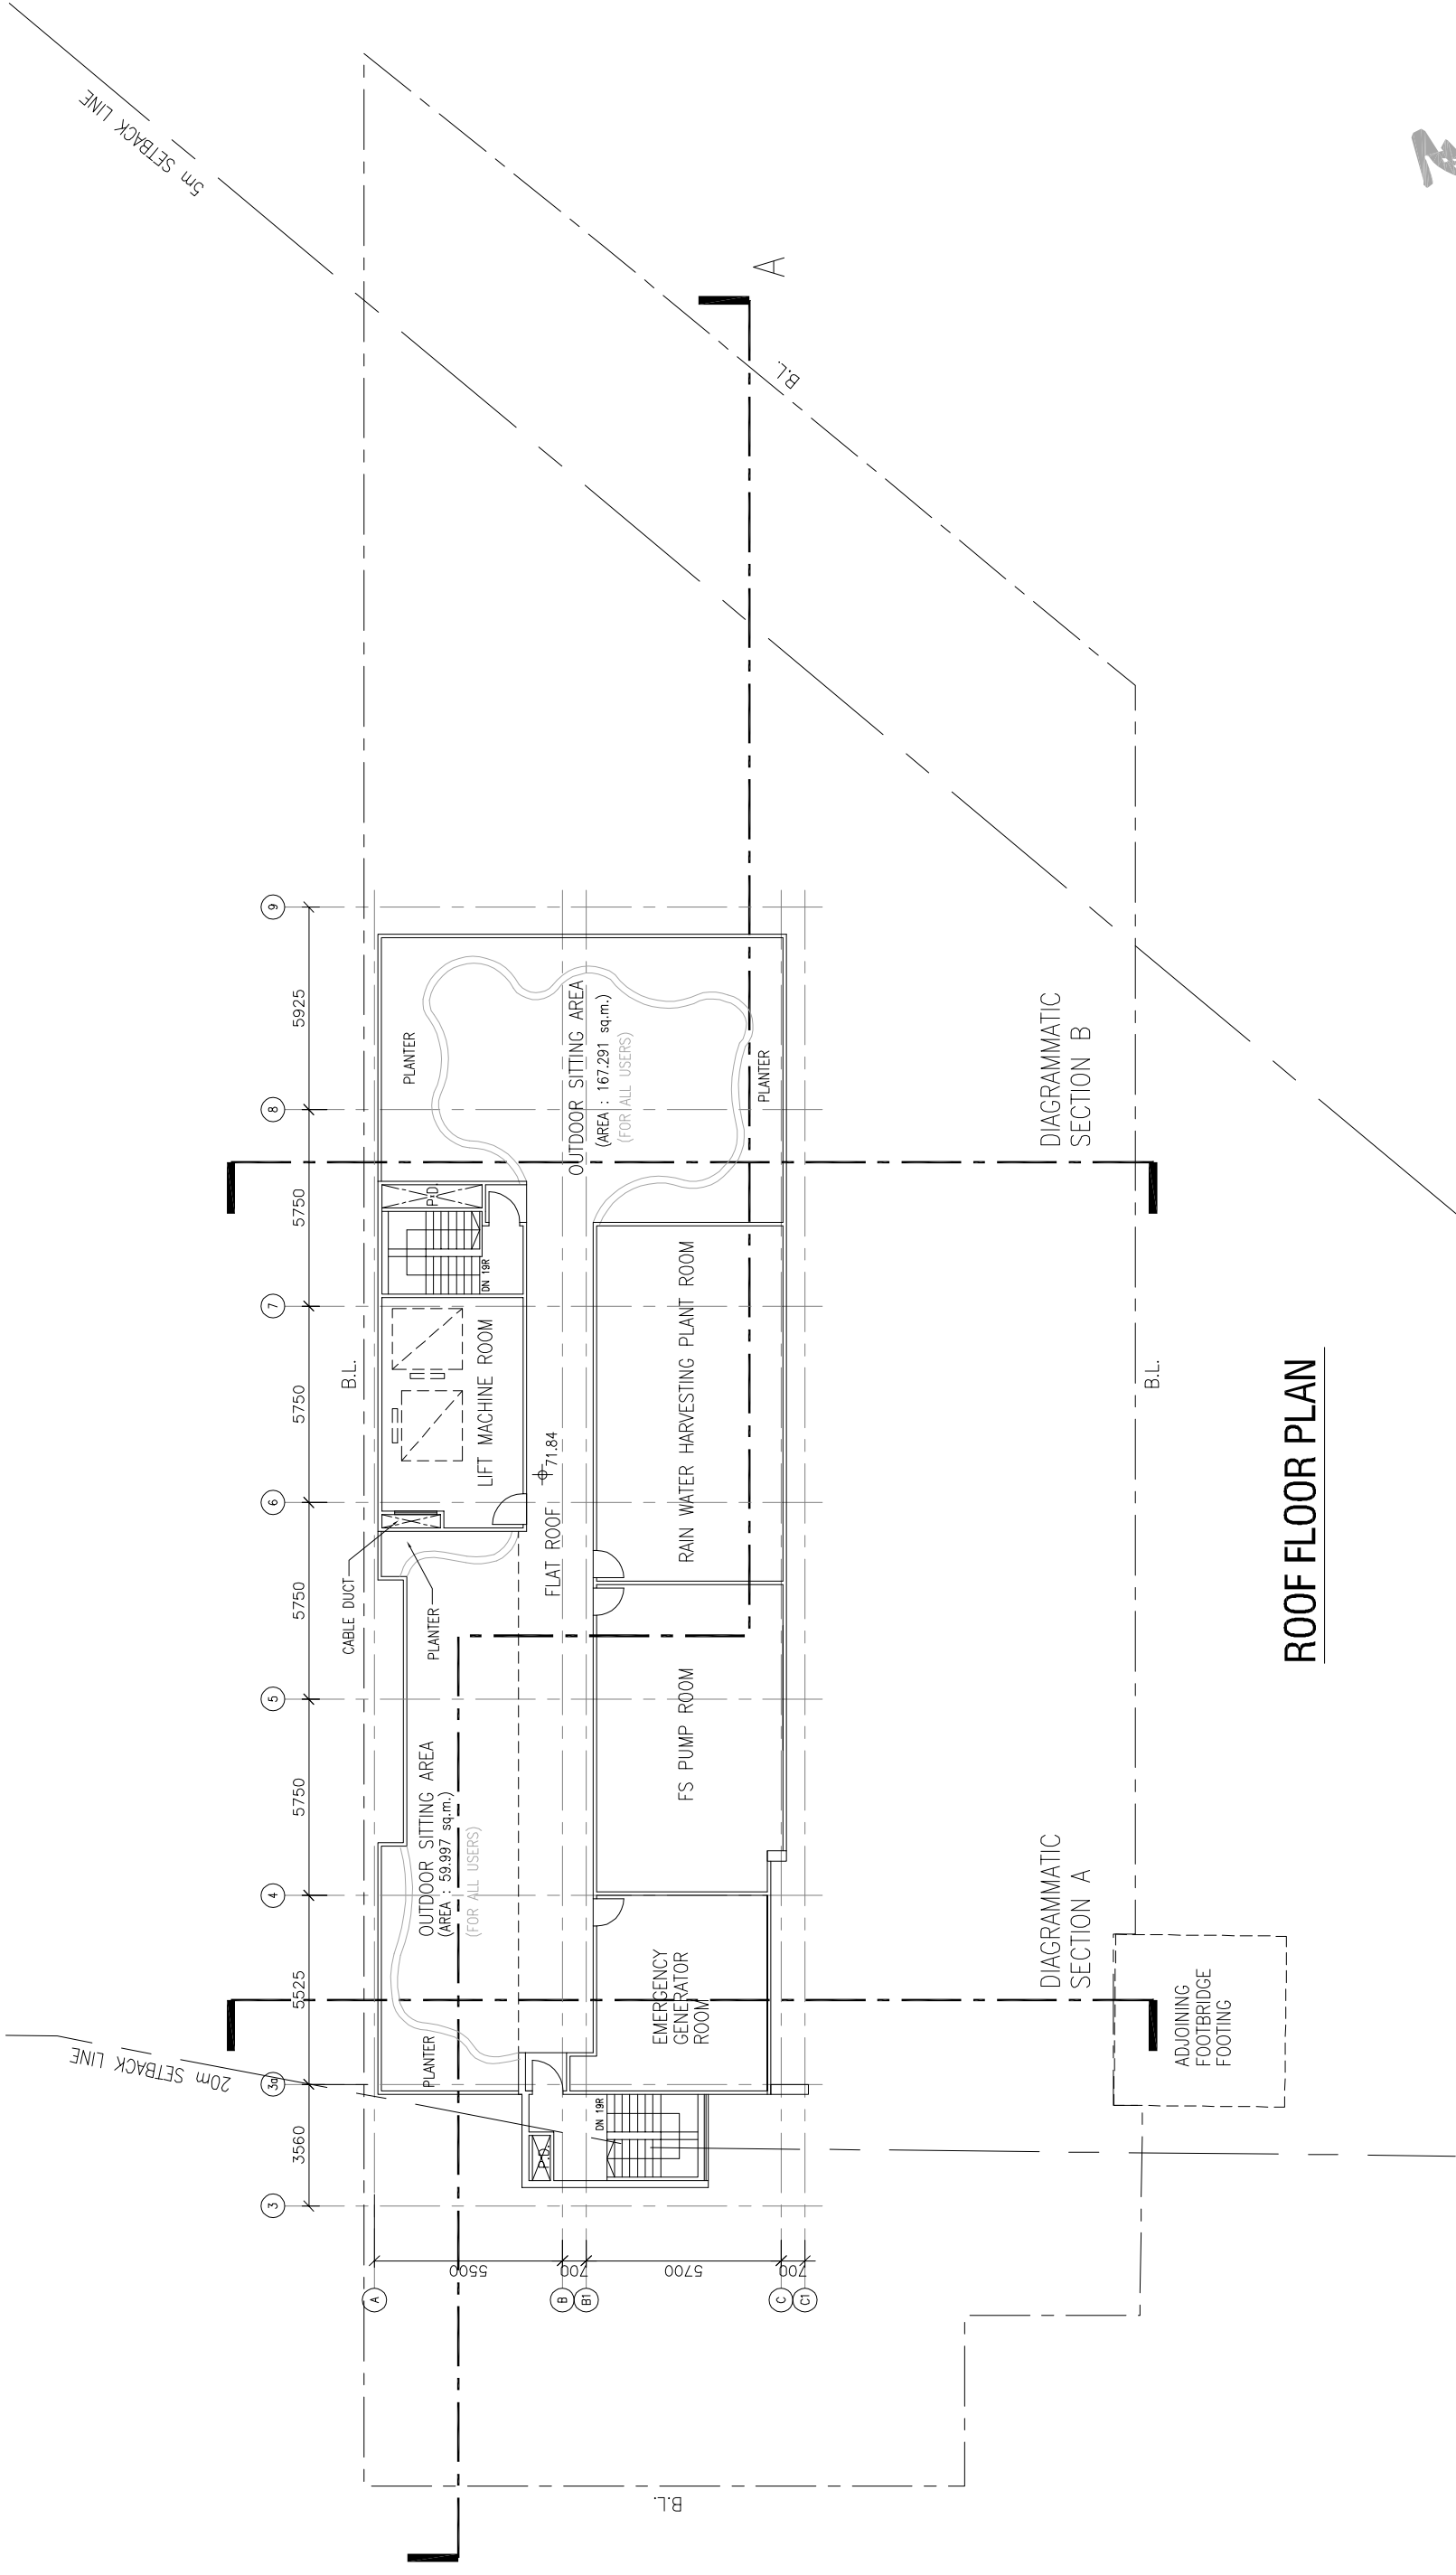 5m SETBACK LINE
B.L.
A
9
5925
8
5750
7
5750
6
5750
5
5750
4
5525
3a
3560
3
20m SETBACK LINE
B.L.
CABLE DUCT
PLANTER
PLANTER
P.D.
DN 19R
LIFT MACHINE ROOM
OUTDOOR SITTING AREA
(AREA : 167.291 sq.m.)
(FOR ALL USERS)
PLANTER
FLAT ROOF
71.84
RAIN WATER HARVESTING PLANT ROOM
FS PUMP ROOM
OUTDOOR SITTING AREA
(AREA : 59.997 sq.m.)
(FOR ALL USERS)
PLANTER
EMERGENCY
GENERATOR
ROOM
DN 19R
P.D.
A
5500
B
700
B1
5700
C
700
C1
DIAGRAMMATIC
SECTION B
DIAGRAMMATIC
SECTION A
B.L.
ADJOINING
FOOTBRIDGE
FOOTING
B.L.
ROOF FLOOR PLAN